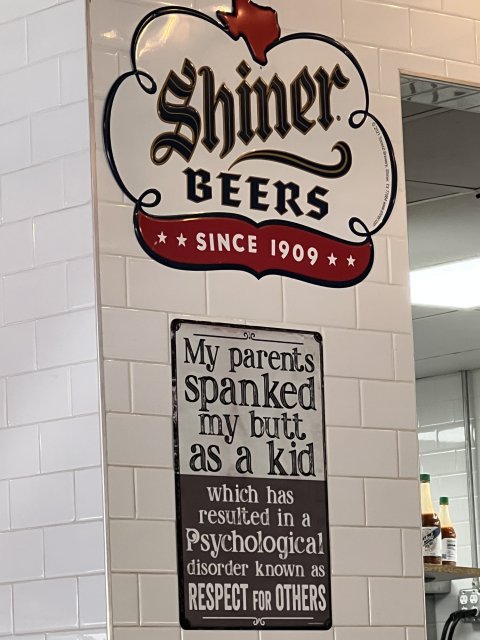 Shiner
BEERS
★ ★ SINCE 1909 ★ ★
My parents
spanked
my butt
as a kid
which has
resulted in a
Psychological
disorder known as
RESPECT FOR OTHERS